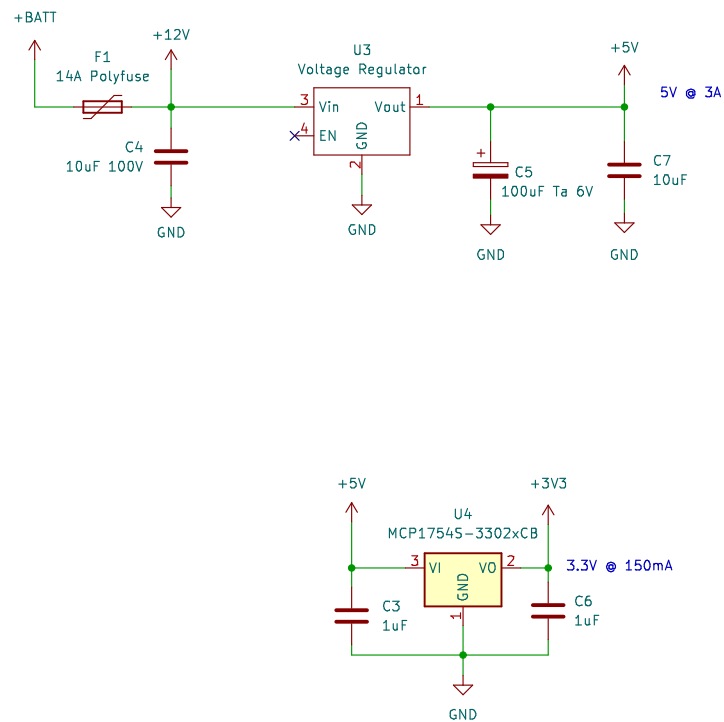 +BATT
F1
14A Polyfuse
+12V
C4
10uF 100V
GND
U3
Voltage Regulator
3 Vin
Vout 1
4 EN
GND
2
GND
+5V
5V @ 3A
C5
100uF Ta 6V
GND
C7
10uF
GND
+5V
U4
MCP1754S-3302xCB
+3V3
3 VI
VO 2
GND
1
3.3V @ 150mA
C3
1uF
C6
1uF
GND